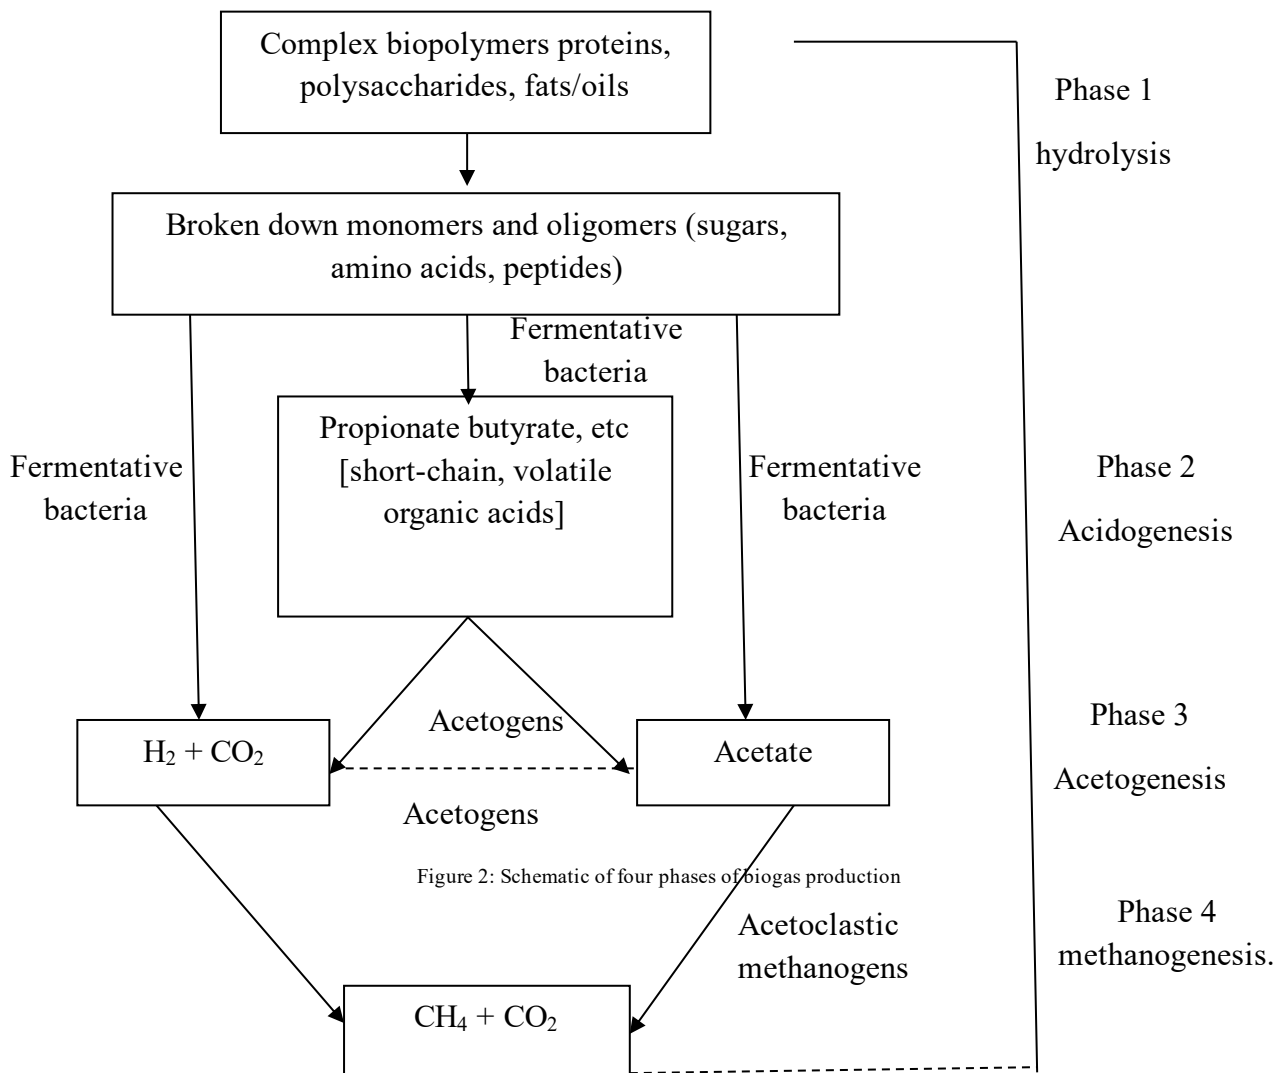 Complex biopolymers proteins,
polysaccharides, fats/oils
Phase 1
hydrolysis
Broken down monomers and oligomers (sugars,
amino acids, peptides)
Fermentative
bacteria
Propionate butyrate, etc
[short-chain, volatile
organic acids]
Fermentative
bacteria
Fermentative
bacteria
Phase 2
Acidogenesis
Acetogens
H₂ + CO₂
Acetate
Phase 3
Acetogenesis
Acetogens
Figure 2: Schematic of four phases of biogas production
Acetoclastic
methanogens
Phase 4
methanogenesis.
CH₄ + CO₂